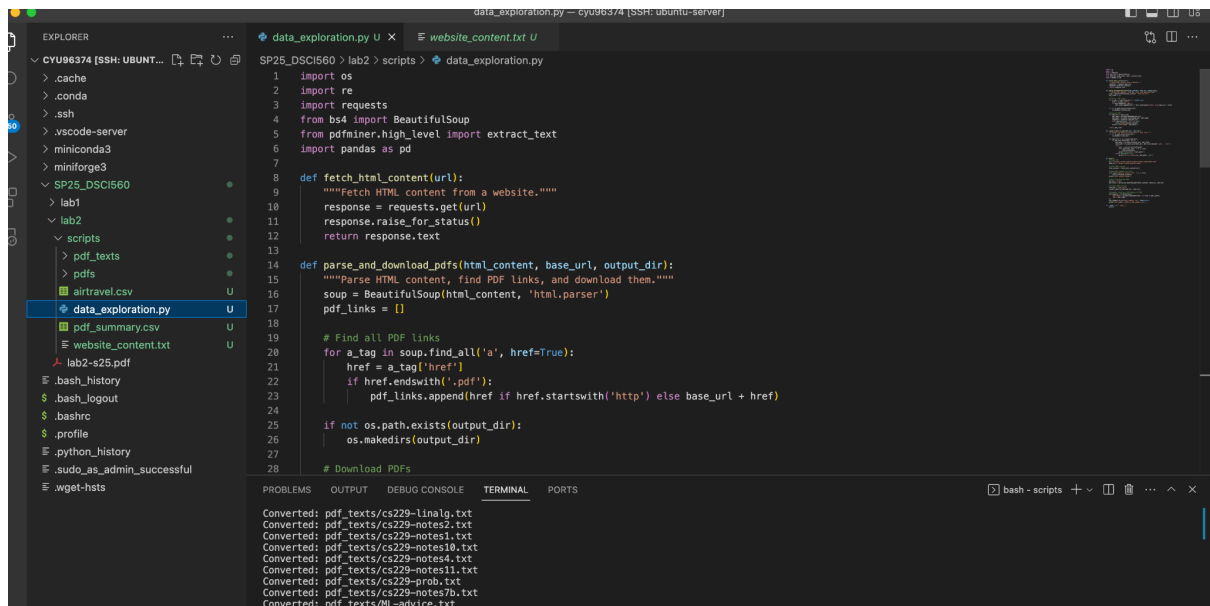 data_exploration.py — cyu96374 [SSH: ubuntu-server]
EXPLORER
CYU96374 [SSH: UBUNT...
.cache
.conda
.ssh
.vscode-server
miniconda3
miniforge3
SP25_DSCI560
lab1
lab2
scripts
pdf_texts
pdfs
airtravel.csv U
data_exploration.py U
pdf_summary.csv U
website_content.txt U
lab2-s25.pdf
.bash_history
.bash_logout
.bashrc
.profile
.python_history
.sudo_as_admin_successful
.wget-hsts
data_exploration.py U × website_content.txt U
SP25_DSCI560 > lab2 > scripts > data_exploration.py
1 import os
2 import re
3 import requests
4 from bs4 import BeautifulSoup
5 from pdfminer.high_level import extract_text
6 import pandas as pd
7
8 def fetch_html_content(url):
9 """Fetch HTML content from a website."""
10 response = requests.get(url)
11 response.raise_for_status()
12 return response.text
13
14 def parse_and_download_pdfs(html_content, base_url, output_dir):
15 """Parse HTML content, find PDF links, and download them."""
16 soup = BeautifulSoup(html_content, 'html.parser')
17 pdf_links = []
18
19 # Find all PDF links
20 for a_tag in soup.find_all('a', href=True):
21 href = a_tag['href']
22 if href.endswith('.pdf'):
23 pdf_links.append(href if href.startswith('http') else base_url + href)
24
25 if not os.path.exists(output_dir):
26 os.makedirs(output_dir)
27
28 # Download PDFs
PROBLEMS OUTPUT DEBUG CONSOLE TERMINAL PORTS
bash - scripts
Converted: pdf_texts/cs229-linalg.txt
Converted: pdf_texts/cs229-notes2.txt
Converted: pdf_texts/cs229-notes1.txt
Converted: pdf_texts/cs229-notes10.txt
Converted: pdf_texts/cs229-notes4.txt
Converted: pdf_texts/cs229-notes11.txt
Converted: pdf_texts/cs229-prob.txt
Converted: pdf_texts/cs229-notes7b.txt
Converted: pdf_texts/ML-advice.txt